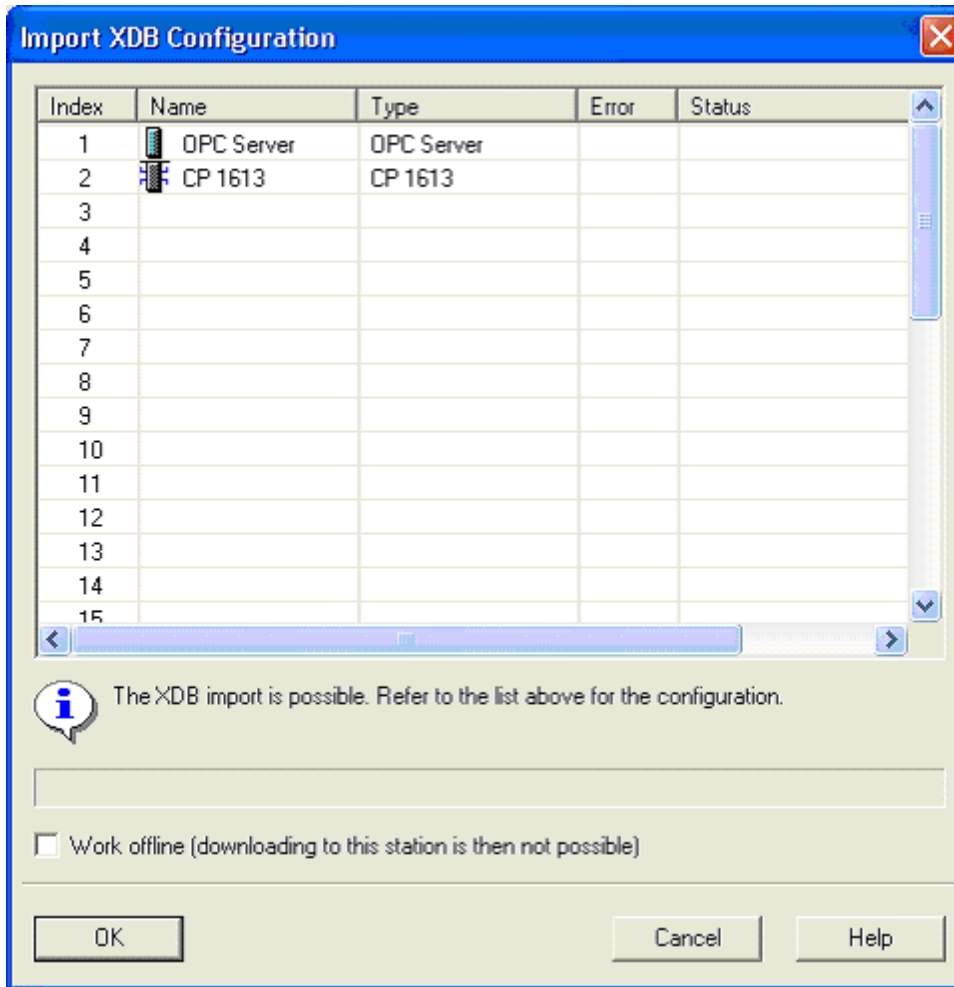 Import XDB Configuration
Index Name Type Error Status
1 OPC Server OPC Server
2 CP 1613 CP 1613
3
4
5
6
7
8
9
10
11
12
13
14
15
The XDB import is possible. Refer to the list above for the configuration.
Work offline (downloading to this station is then not possible)
OK Cancel Help